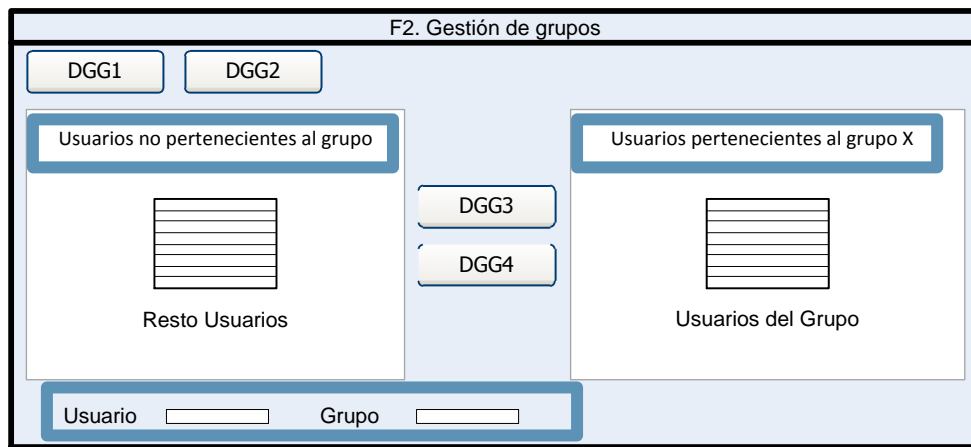 F2. Gestión de grupos
DGG1 DGG2
Usuarios no pertenecientes al grupo
Usuarios pertenecientes al grupo X
DGG3
DGG4
Resto Usuarios
Usuarios del Grupo
Usuario Grupo